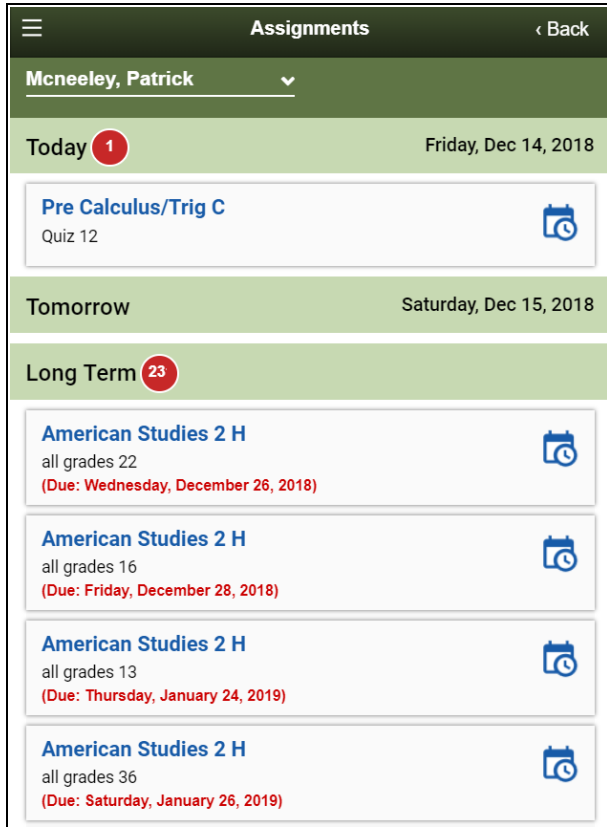 Assignments ‹ Back
Mcneeley, Patrick
Today 1 Friday, Dec 14, 2018
Pre Calculus/Trig C
Quiz 12
Tomorrow Saturday, Dec 15, 2018
Long Term 23
American Studies 2 H
all grades 22
(Due: Wednesday, December 26, 2018)
American Studies 2 H
all grades 16
(Due: Friday, December 28, 2018)
American Studies 2 H
all grades 13
(Due: Thursday, January 24, 2019)
American Studies 2 H
all grades 36
(Due: Saturday, January 26, 2019)